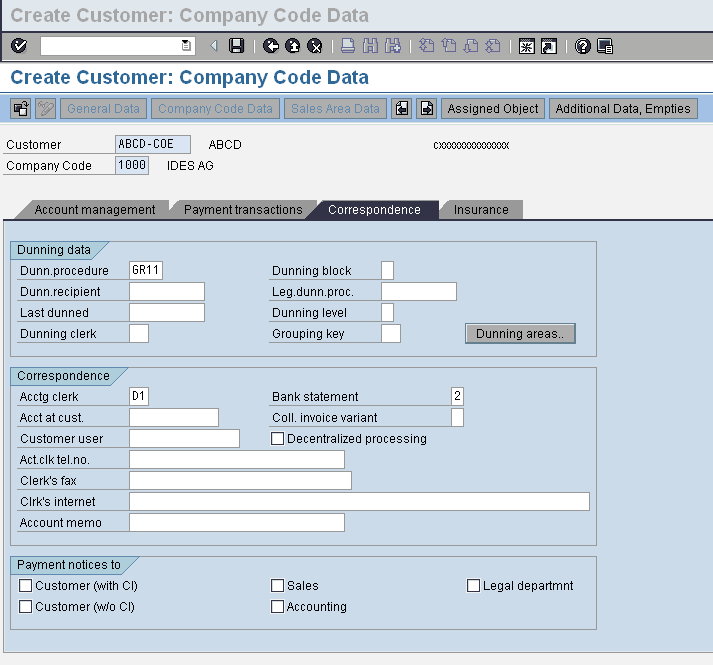 Create Customer: Company Code Data
Create Customer: Company Code Data
General Data Company Code Data Sales Area Data Assigned Object Additional Data, Empties
Customer ABCD-COE ABCD cxxxxxxxxxxxxxx
Company Code 1000 IDES AG
Account management Payment transactions Correspondence Insurance
Dunning data
Dunn.procedure GR11 Dunning block
Dunn.recipient Leg.dunn.proc.
Last dunned Dunning level
Dunning clerk Grouping key Dunning areas..
Correspondence
Acctg clerk D1 Bank statement 2
Acct at cust. Coll. invoice variant
Customer user Decentralized processing
Act.clk tel.no.
Clerk's fax
Clrk's internet
Account memo
Payment notices to
Customer (with CI) Sales Legal departmnt
Customer (w/o CI) Accounting